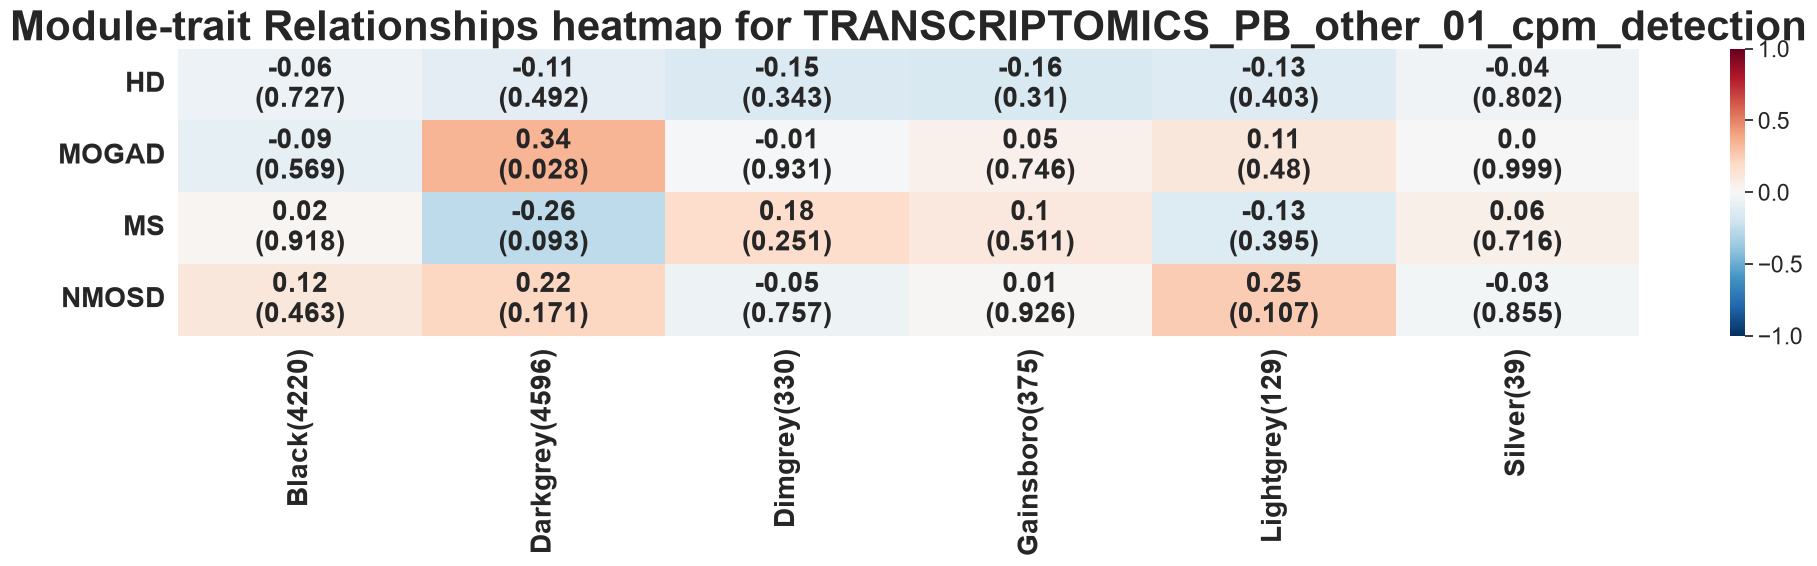 Module-trait Relationships heatmap for TRANSCRIPTOMICS_PB_other_01_cpm_detection
HD -0.06 -0.11 -0.15 -0.16 -0.13 -0.04
(0.727) (0.492) (0.343) (0.31) (0.403) (0.802)
MOGAD -0.09 0.34 -0.01 0.05 0.11 0.0
(0.569) (0.028) (0.931) (0.746) (0.48) (0.999)
MS 0.02 -0.26 0.18 0.1 -0.13 0.06
(0.918) (0.093) (0.251) (0.511) (0.395) (0.716)
NMOSD 0.12 0.22 -0.05 0.01 0.25 -0.03
(0.463) (0.171) (0.757) (0.926) (0.107) (0.855)
Black(4220)
Darkgrey(4596)
Dimgrey(330)
Gainsboro(375)
Lightgrey(129)
Silver(39)
1.0
0.5
0.0
−0.5
−1.0